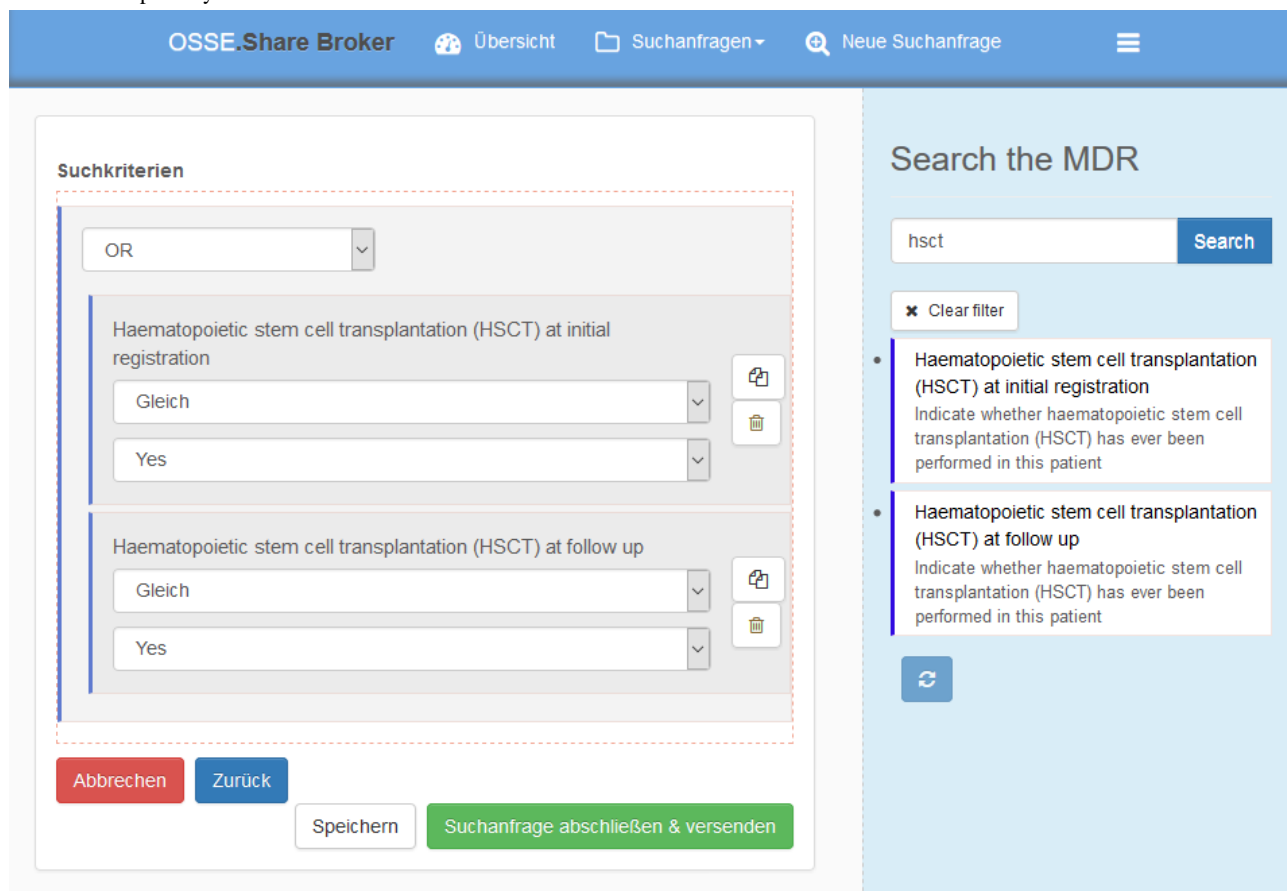 OSSE.Share Broker Übersicht Suchanfragen Neue Suchanfrage
Suchkriterien
OR
Haematopoietic stem cell transplantation (HSCT) at initial
registration
Gleich
Yes
Haematopoietic stem cell transplantation (HSCT) at follow up
Gleich
Yes
Abbrechen Zurück
Speichern Suchanfrage abschließen & versenden
Search the MDR
hsct Search
Clear filter
Haematopoietic stem cell transplantation
(HSCT) at initial registration
Indicate whether haematopoietic stem cell
transplantation (HSCT) has ever been
performed in this patient
Haematopoietic stem cell transplantation
(HSCT) at follow up
Indicate whether haematopoietic stem cell
transplantation (HSCT) has ever been
performed in this patient